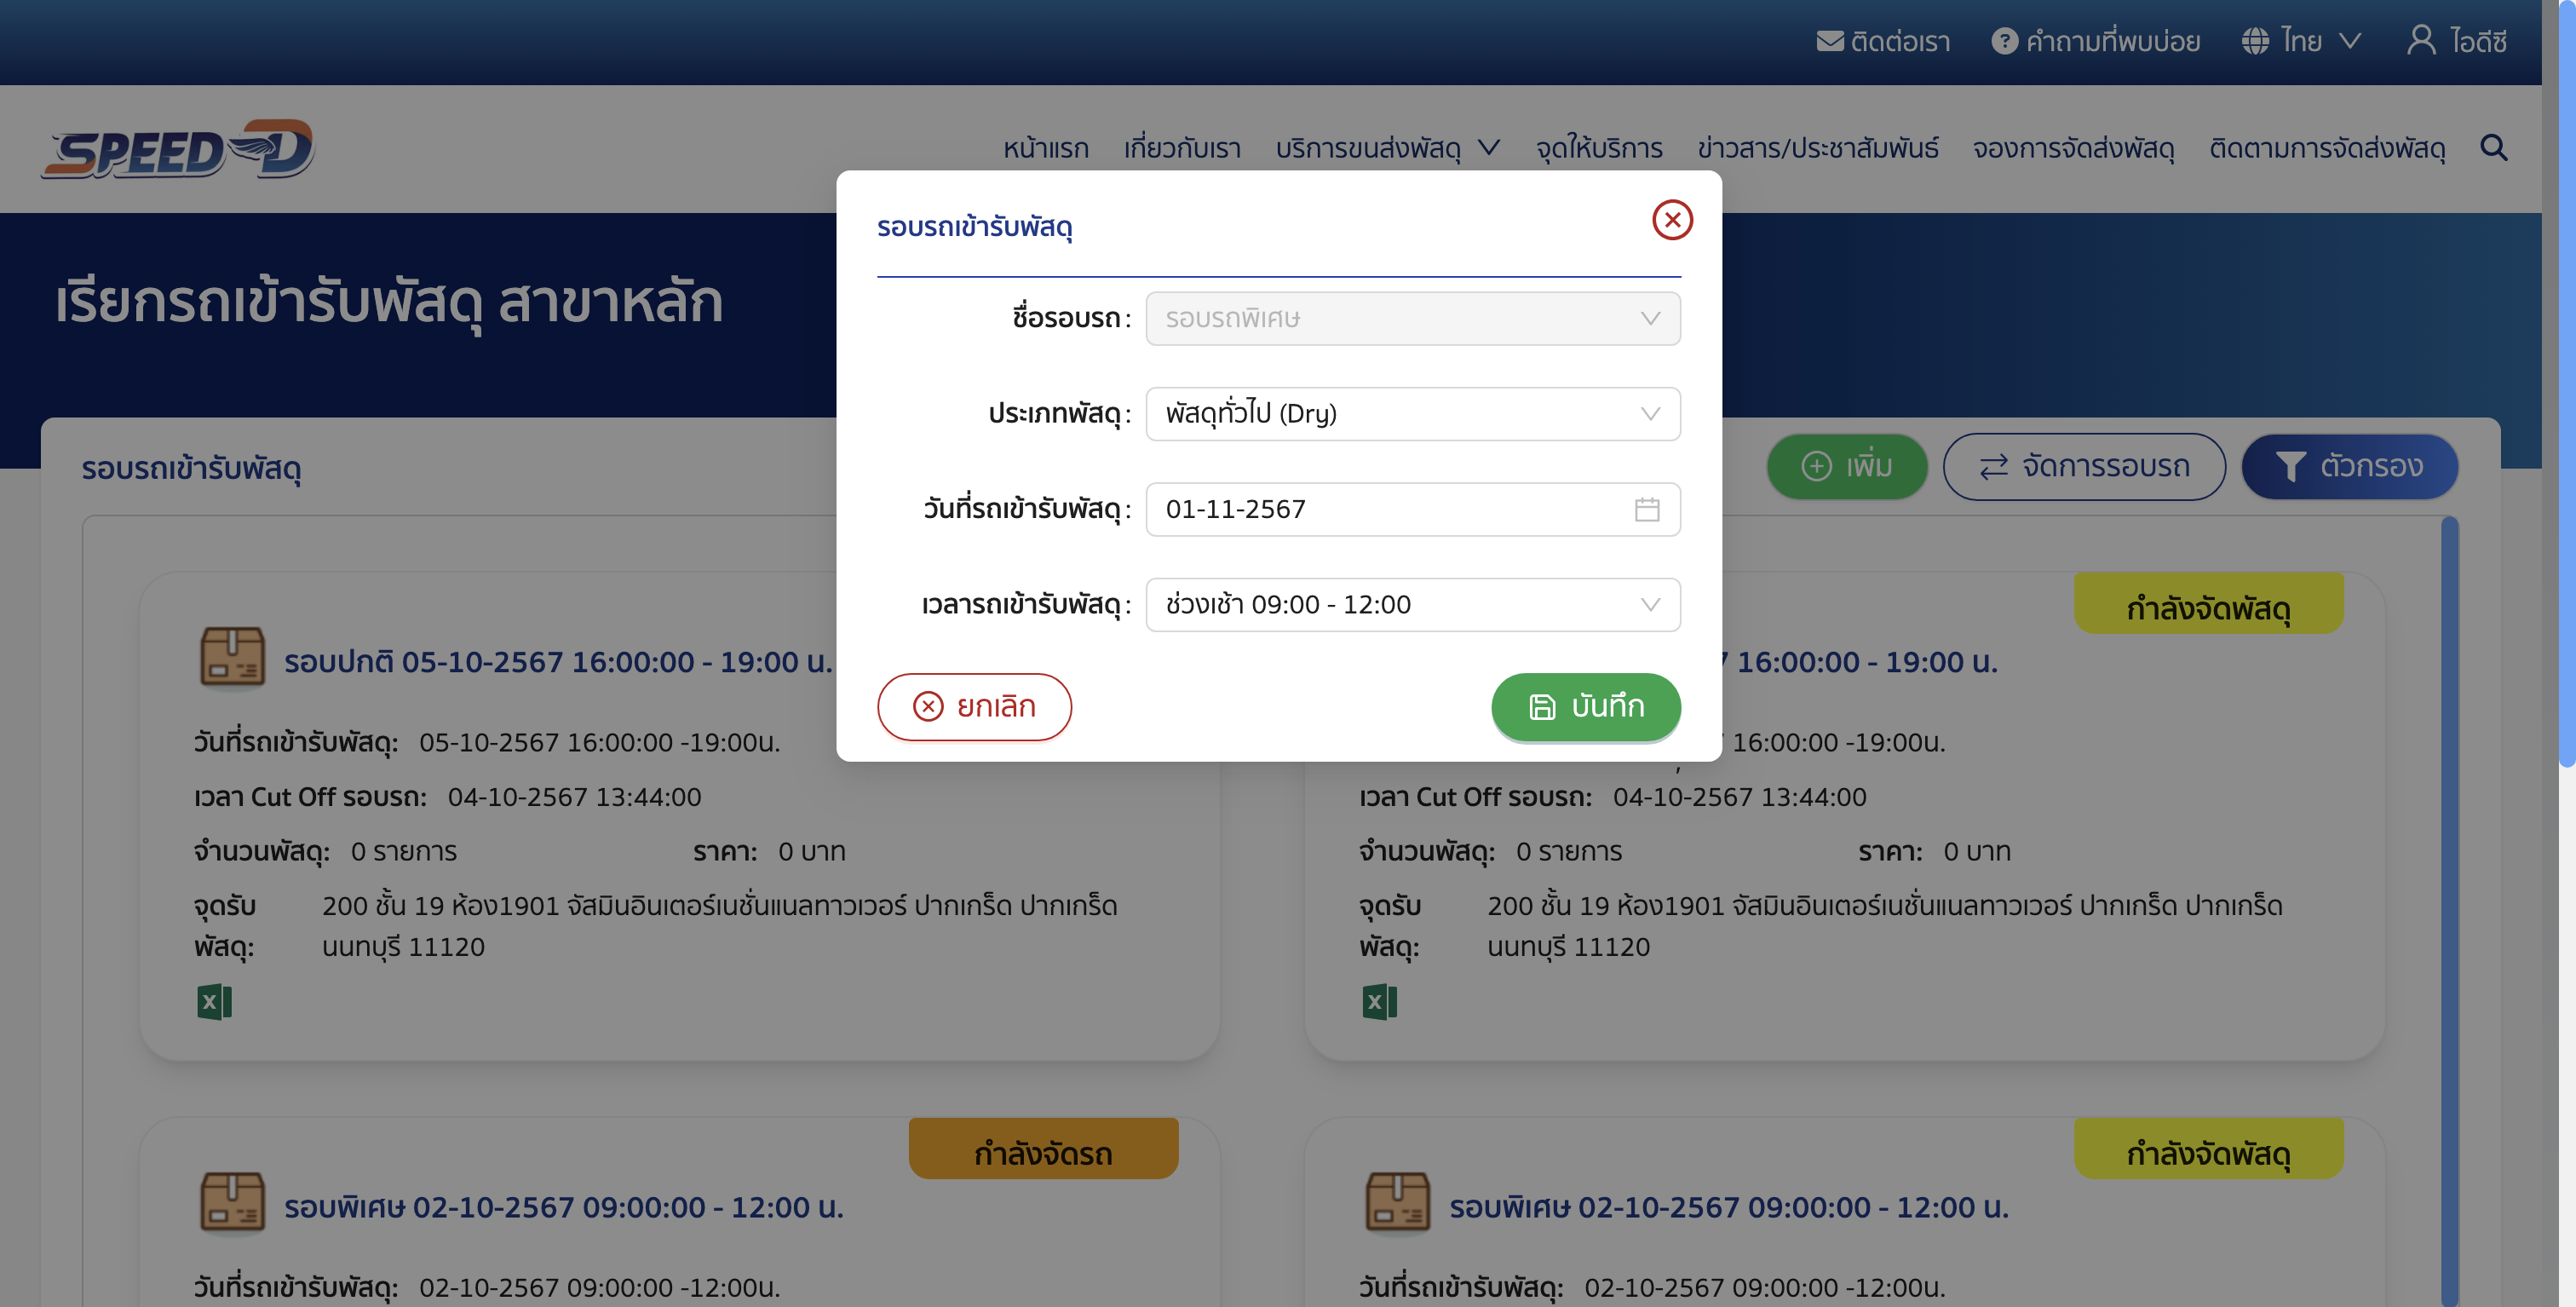 ติดต่อเรา คำถามที่พบบ่อย ไทย ไอดีซี
SPEED-D
หน้าแรก เกี่ยวกับเรา บริการขนส่งพัสดุ จุดให้บริการ ข่าวสาร/ประชาสัมพันธ์ จองการจัดส่งพัสดุ ติดตามการจัดส่งพัสดุ
เรียกรถเข้ารับพัสดุ สาขาหลัก
รอบรถเข้ารับพัสดุ
ชื่อรอบรถ : รอบรถพิเศษ
ประเภทพัสดุ : พัสดุทั่วไป (Dry)
วันที่รถเข้ารับพัสดุ : 01-11-2567
เวลารถเข้ารับพัสดุ : ช่วงเช้า 09:00 - 12:00
ยกเลิก บันทึก
รอบรถเข้ารับพัสดุ
เพิ่ม จัดการรอบรถ ตัวกรอง
รอบปกติ 05-10-2567 16:00:00 - 19:00 น.
วันที่รถเข้ารับพัสดุ: 05-10-2567 16:00:00 -19:00น.
เวลา Cut Off รอบรถ: 04-10-2567 13:44:00
จำนวนพัสดุ: 0 รายการ ราคา: 0 บาท
จุดรับ 200 ชั้น 19 ห้อง1901 จัสมินอินเตอร์เนชั่นแนลทาวเวอร์ ปากเกร็ด ปากเกร็ด
พัสดุ: นนทบุรี 11120
กำลังจัดพัสดุ
16:00:00 - 19:00 น.
16:00:00 -19:00น.
เวลา Cut Off รอบรถ: 04-10-2567 13:44:00
จำนวนพัสดุ: 0 รายการ ราคา: 0 บาท
จุดรับ 200 ชั้น 19 ห้อง1901 จัสมินอินเตอร์เนชั่นแนลทาวเวอร์ ปากเกร็ด ปากเกร็ด
พัสดุ: นนทบุรี 11120
กำลังจัดรถ
รอบพิเศษ 02-10-2567 09:00:00 - 12:00 น.
วันที่รถเข้ารับพัสดุ: 02-10-2567 09:00:00 -12:00น.
กำลังจัดพัสดุ
รอบพิเศษ 02-10-2567 09:00:00 - 12:00 น.
วันที่รถเข้ารับพัสดุ: 02-10-2567 09:00:00 -12:00น.